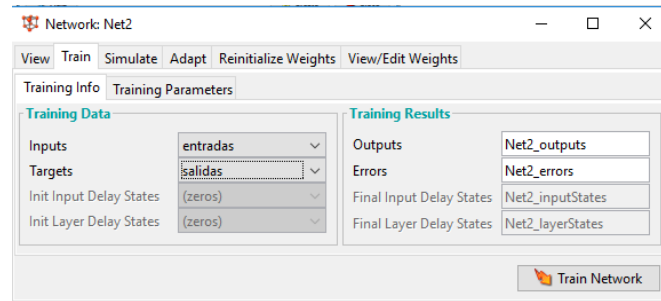 Network: Net2
View Train Simulate Adapt Reinitialize Weights View/Edit Weights
Training Info Training Parameters
Training Data
Inputs entradas
Targets salidas
Init Input Delay States (zeros)
Init Layer Delay States (zeros)
Training Results
Outputs Net2_outputs
Errors Net2_errors
Final Input Delay States Net2_inputStates
Final Layer Delay States Net2_layerStates
Train Network